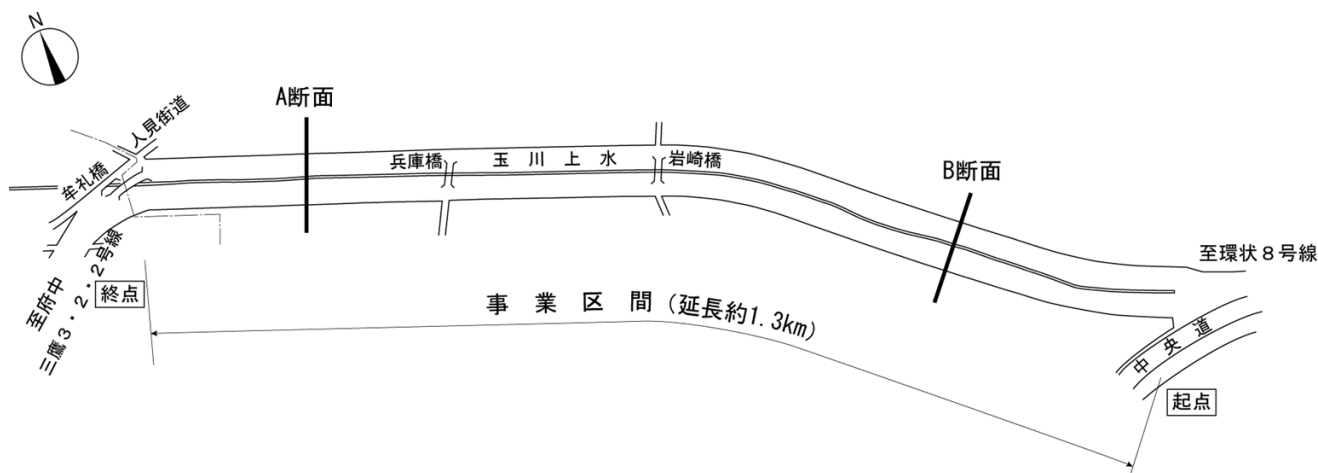 N
A断面
人見街道
牟礼橋
兵庫橋
玉川上水
岩崎橋
B断面
至環状8号線
至府中
三鷹3・2・2号線
終点
事業区間(延長約1.3km)
中央道
起点